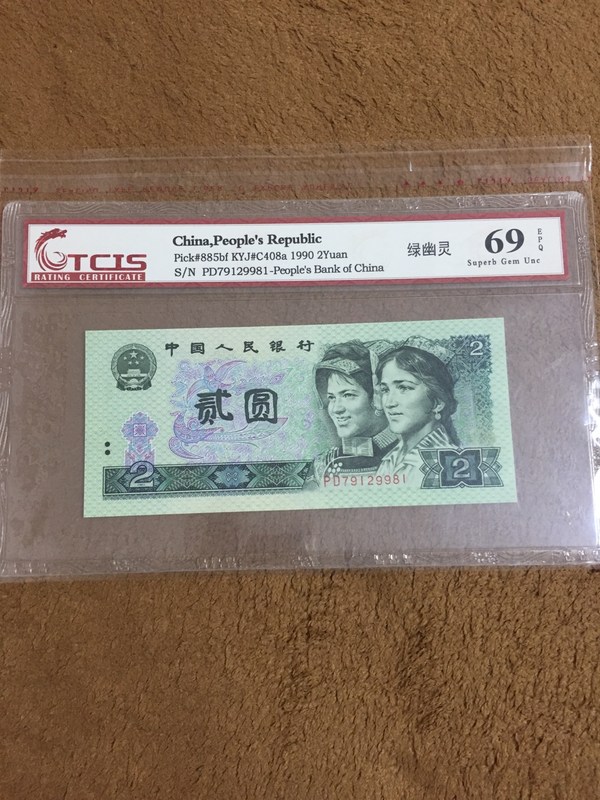 TCIS
RATING CERTIFICATE
China,People's Republic
Pick#885bf KYJ#C408a 1990 2Yuan
S/N PD79129981-People's Bank of China
绿幽灵
69
EPQ
Superb Gem Unc
中国人民银行
2
贰圆
2
PD79129981
2